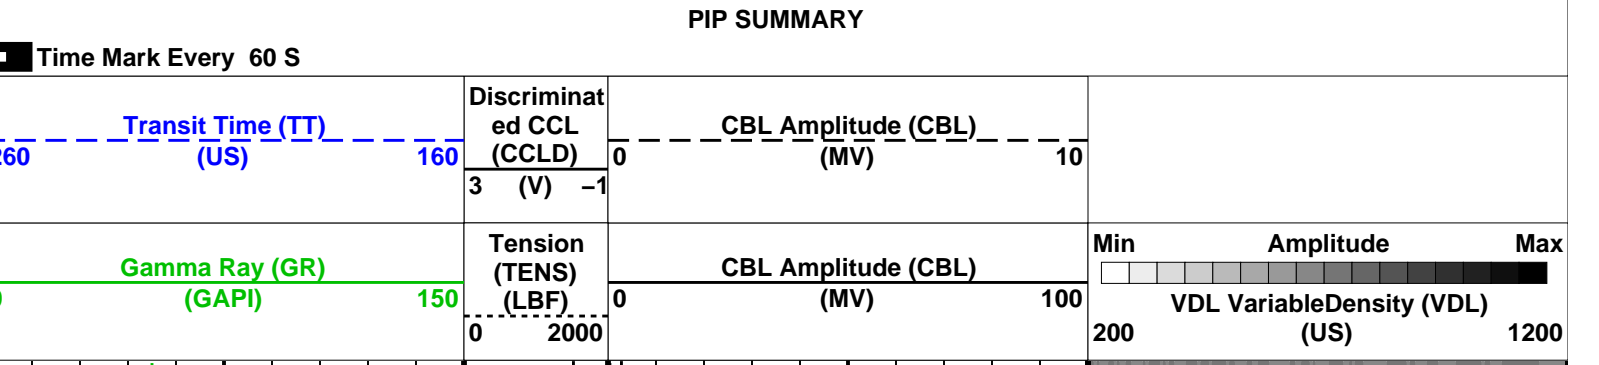 PIP SUMMARY
Time Mark Every 60 S
Transit Time (TT)
(US) 160
Discriminat
ed CCL
(CCLD)
3 (V) −1
CBL Amplitude (CBL)
0 (MV) 10
Gamma Ray (GR)
(GAPI) 150
Tension
(TENS)
(LBF)
0 2000
CBL Amplitude (CBL)
0 (MV) 100
Min Amplitude Max
VDL VariableDensity (VDL)
200 (US) 1200